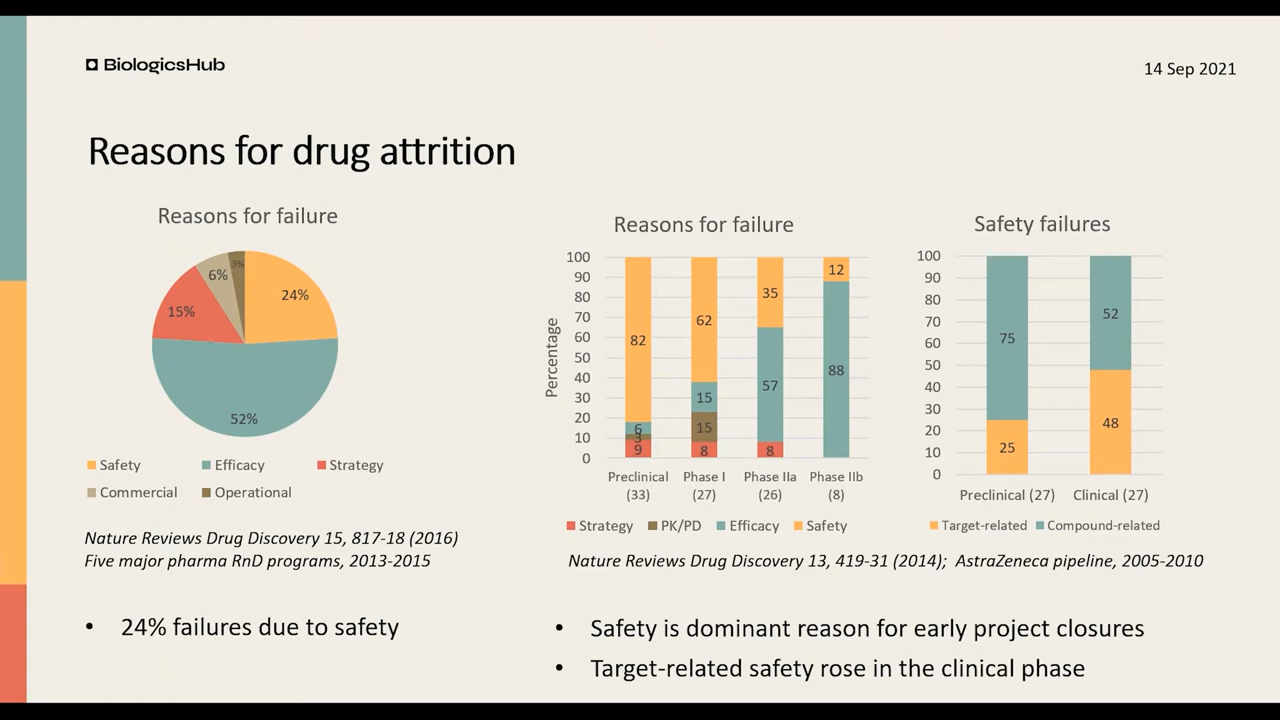 BiologicsHub
14 Sep 2021
Reasons for drug attrition
Reasons for failure
24%
52%
15%
6%
3%
Safety
Efficacy
Strategy
Commercial
Operational
Nature Reviews Drug Discovery 15, 817-18 (2016)
Five major pharma RnD programs, 2013-2015
• 24% failures due to safety
Reasons for failure
Percentage
100
90
80
70
60
50
40
30
20
10
0
82
6
3
9
62
15
15
8
35
57
8
12
88
Preclinical (33)
Phase I (27)
Phase IIa (26)
Phase IIb (8)
Strategy
PK/PD
Efficacy
Safety
Safety failures
100
90
80
70
60
50
40
30
20
10
0
75
25
52
48
Preclinical (27)
Clinical (27)
Target-related
Compound-related
Nature Reviews Drug Discovery 13, 419-31 (2014); AstraZeneca pipeline, 2005-2010
• Safety is dominant reason for early project closures
• Target-related safety rose in the clinical phase